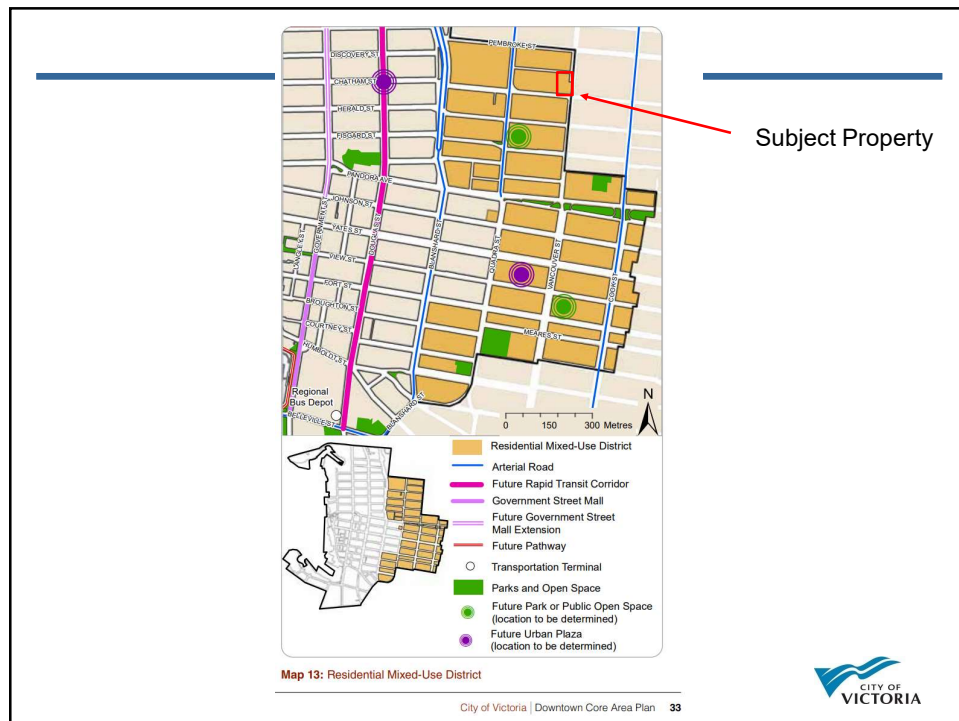 PEMBROKE ST
DISCOVERY ST
CHATHAM ST
HERALD ST
FISGARD ST
Subject Property
PANDORA AVE
JOHNSON ST
YATES ST
VIEW ST
FORT ST
BROUGHTON ST
COURTNEY ST
HUMBOLDT ST
LANGLEY ST
GOVERNMENT ST
DOUGLAS ST
BLANSHARD ST
QUADRA ST
VANCOUVER ST
COOK ST
MEARES ST
BLANSHARD ST
Regional
Bus Depot
BELLEVILLE ST
N
0 150 300 Metres
Residential Mixed-Use District
Arterial Road
Future Rapid Transit Corridor
Government Street Mall
Future Government Street
Mall Extension
Future Pathway
Transportation Terminal
Parks and Open Space
Future Park or Public Open Space
(location to be determined)
Future Urban Plaza
(location to be determined)
Map 13: Residential Mixed-Use District
City of Victoria | Downtown Core Area Plan 33
CITY OF
VICTORIA